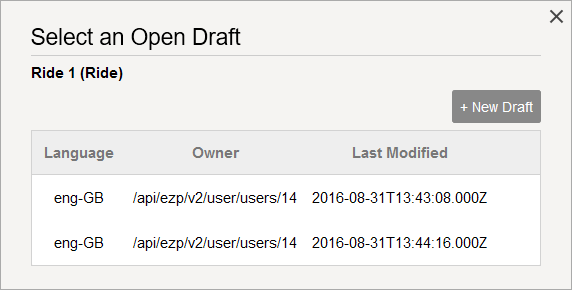 Select an Open Draft
Ride 1 (Ride)
+ New Draft
Language Owner Last Modified
eng-GB /api/ezp/v2/user/users/14 2016-08-31T13:43:08.000Z
eng-GB /api/ezp/v2/user/users/14 2016-08-31T13:44:16.000Z